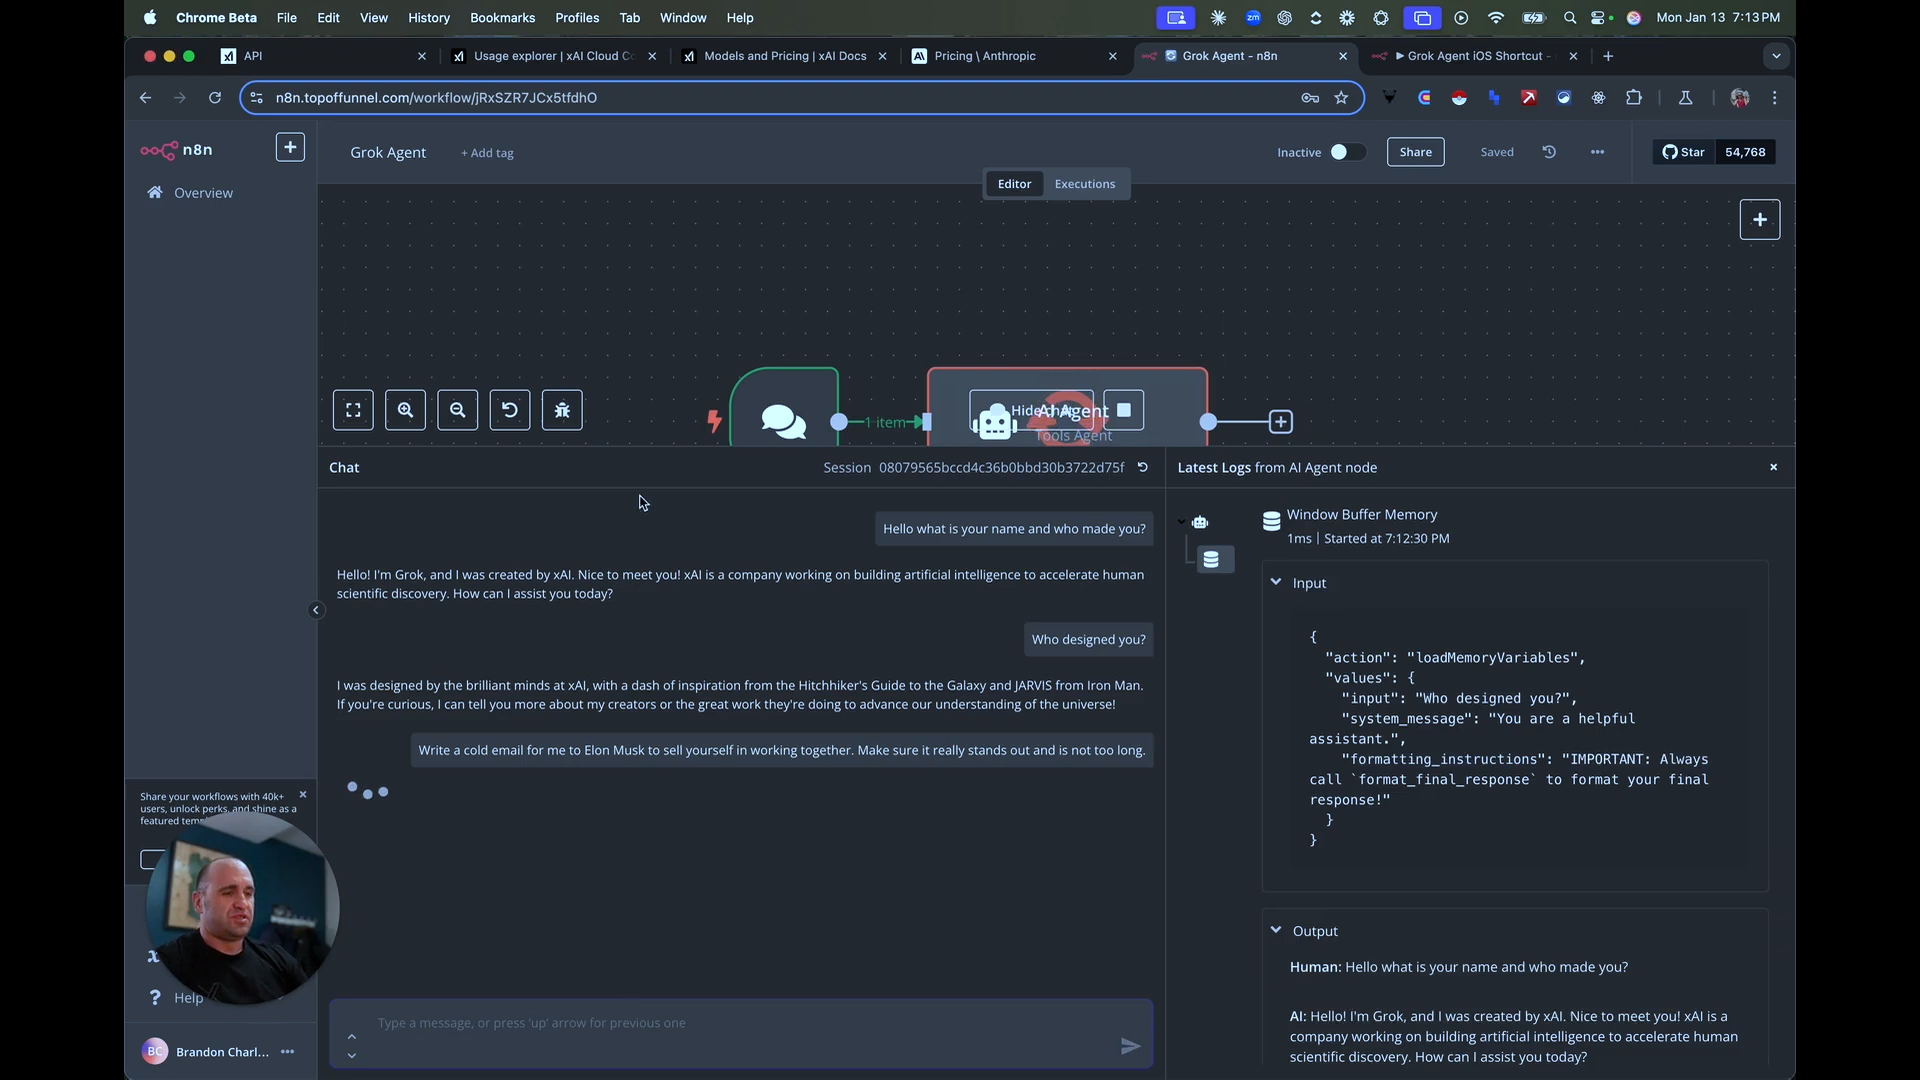 Chrome Beta File Edit View History Bookmarks Profiles Tab Window Help
zm
Mon Jan 13 7:13 PM
API
Usage explorer | xAI Cloud Co
Models and Pricing | xAI Docs
Pricing \ Anthropic
Grok Agent - n8n
▶ Grok Agent iOS Shortcut -
n8n.topoffunnel.com/workflow/jRxSZR7JCx5tfdhO
n8n
Overview
Grok Agent
+ Add tag
Inactive
Share
Saved
Star
54,768
Editor
Executions
1 item
Hide chat
AI Agent
Tools Agent
Chat
Session 08079565bccd4c36b0bbd30b3722d75f
Hello what is your name and who made you?
Hello! I'm Grok, and I was created by xAI. Nice to meet you! xAI is a company working on building artificial intelligence to accelerate human
scientific discovery. How can I assist you today?
Who designed you?
I was designed by the brilliant minds at xAI, with a dash of inspiration from the Hitchhiker's Guide to the Galaxy and JARVIS from Iron Man.
If you're curious, I can tell you more about my creators or the great work they're doing to advance our understanding of the universe!
Write a cold email for me to Elon Musk to sell yourself in working together. Make sure it really stands out and is not too long.
Type a message, or press 'up' arrow for previous one
Latest Logs from AI Agent node
Window Buffer Memory
1ms | Started at 7:12:30 PM
Input
{
"action": "loadMemoryVariables",
"values": {
"input": "Who designed you?",
"system_message": "You are a helpful
assistant.",
"formatting_instructions": "IMPORTANT: Always
call `format_final_response` to format your final
response!"
}
}
Output
Human: Hello what is your name and who made you?
AI: Hello! I'm Grok, and I was created by xAI. Nice to meet you! xAI is a
company working on building artificial intelligence to accelerate human
scientific discovery. How can I assist you today?
Share your workflows with 40k+
users, unlock perks, and shine as a
featured
Help
BC
Brandon Charl...